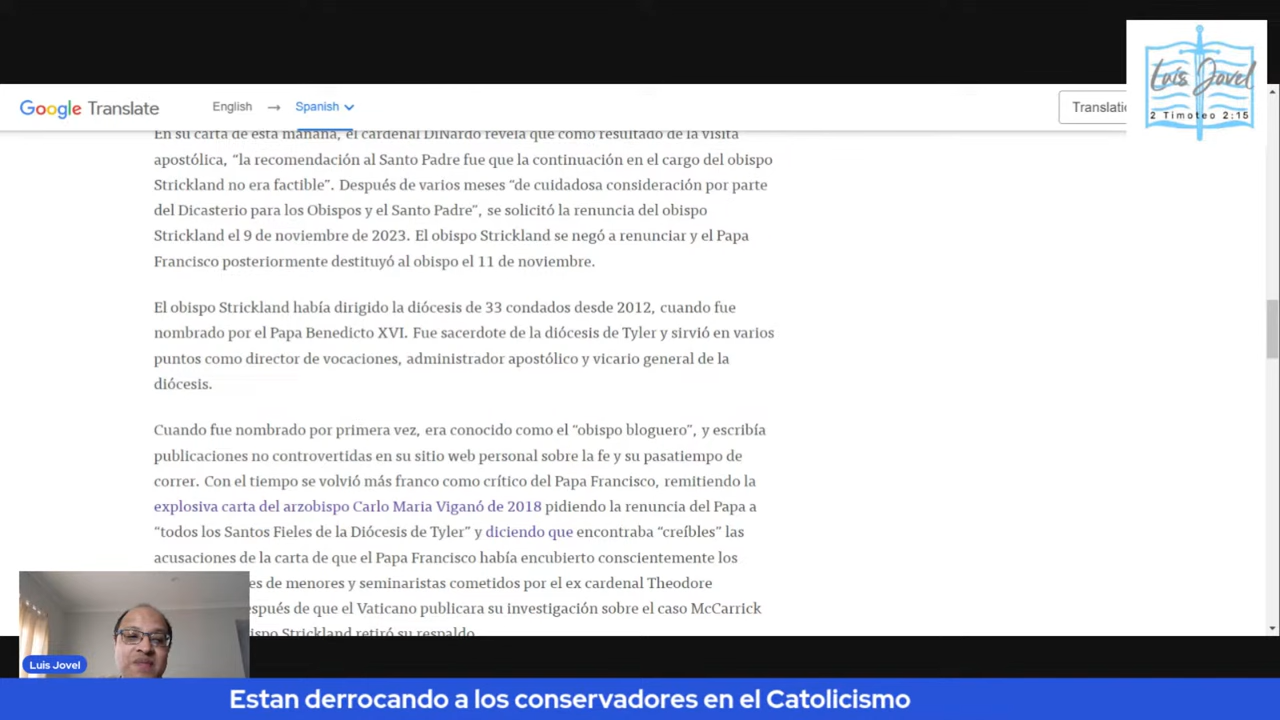 Google Translate
English → Spanish
Translatio
Luis Jovel
2 Timoteo 2:15
En su carta de esta mañana, el cardenal DiNardo revela que como resultado de la visita
apostólica, “la recomendación al Santo Padre fue que la continuación en el cargo del obispo
Strickland no era factible”. Después de varios meses “de cuidadosa consideración por parte
del Dicasterio para los Obispos y el Santo Padre”, se solicitó la renuncia del obispo
Strickland el 9 de noviembre de 2023. El obispo Strickland se negó a renunciar y el Papa
Francisco posteriormente destituyó al obispo el 11 de noviembre.
El obispo Strickland había dirigido la diócesis de 33 condados desde 2012, cuando fue
nombrado por el Papa Benedicto XVI. Fue sacerdote de la diócesis de Tyler y sirvió en varios
puntos como director de vocaciones, administrador apostólico y vicario general de la
diócesis.
Cuando fue nombrado por primera vez, era conocido como el “obispo bloguero”, y escribía
publicaciones no controvertidas en su sitio web personal sobre la fe y su pasatiempo de
correr. Con el tiempo se volvió más franco como crítico del Papa Francisco, remitiendo la
explosiva carta del arzobispo Carlo Maria Viganó de 2018 pidiendo la renuncia del Papa a
“todos los Santos Fieles de la Diócesis de Tyler” y diciendo que encontraba “creíbles” las
acusaciones de la carta de que el Papa Francisco había encubierto conscientemente los
es de menores y seminaristas cometidos por el ex cardenal Theodore
espués de que el Vaticano publicara su investigación sobre el caso McCarrick
ispo Strickland retiró su respaldo
Luis Jovel
Estan derrocando a los conservadores en el Catolicismo